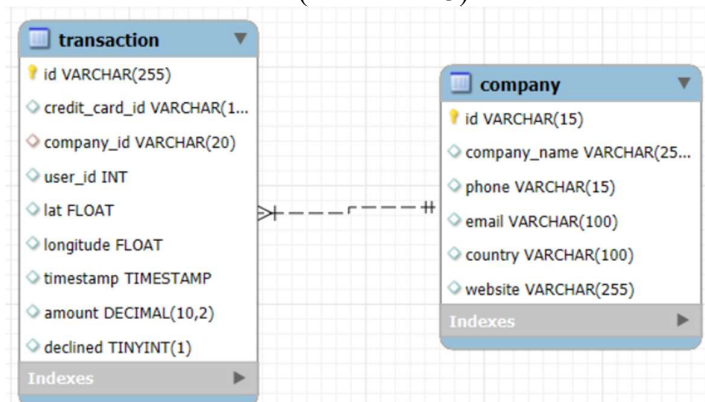 transaction
id VARCHAR(255)
credit_card_id VARCHAR(1...
company_id VARCHAR(20)
user_id INT
lat FLOAT
longitude FLOAT
timestamp TIMESTAMP
amount DECIMAL(10,2)
declined TINYINT(1)
Indexes
company
id VARCHAR(15)
company_name VARCHAR(25...
phone VARCHAR(15)
email VARCHAR(100)
country VARCHAR(100)
website VARCHAR(255)
Indexes